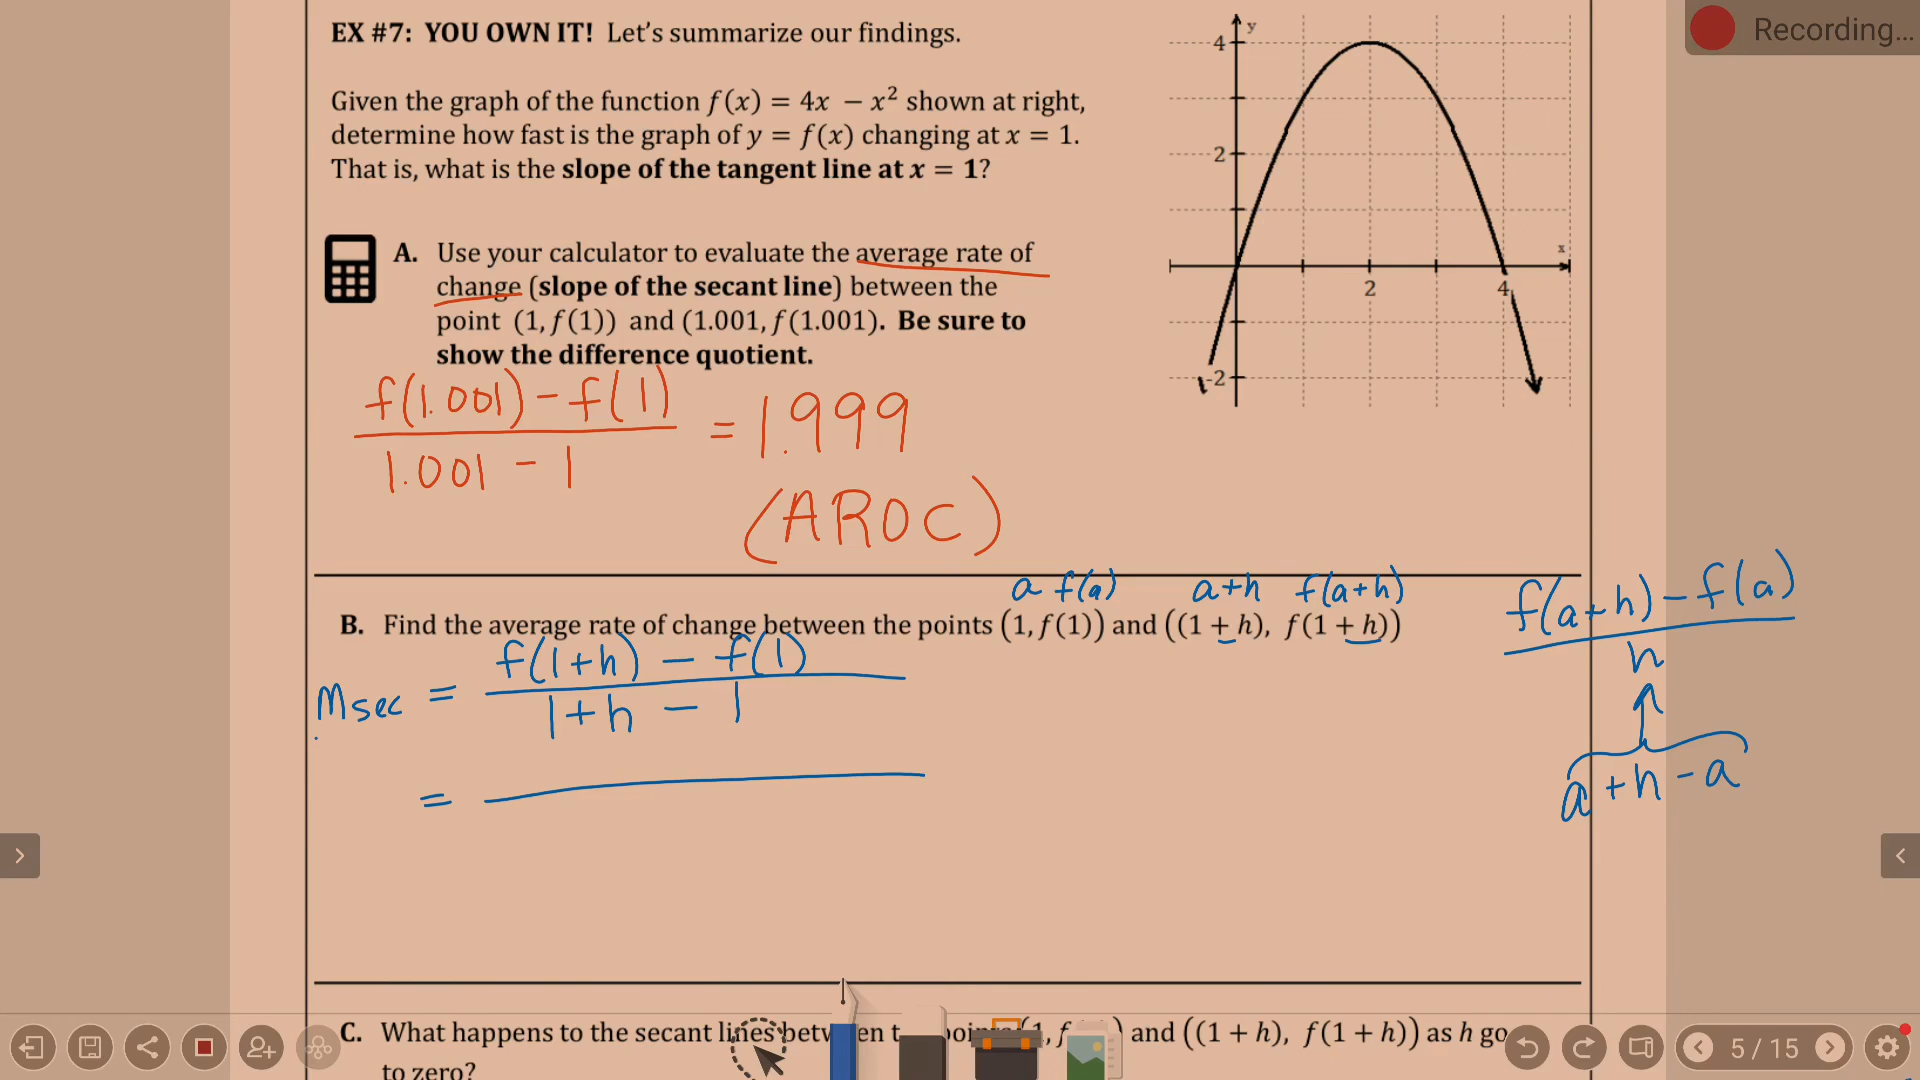 EX #7: YOU OWN IT! Let's summarize our findings.
Given the graph of the function f(x) = 4x − x² shown at right,
determine how fast is the graph of y = f(x) changing at x = 1.
That is, what is the slope of the tangent line at x = 1?
A. Use your calculator to evaluate the average rate of
change (slope of the secant line) between the
point (1, f(1)) and (1.001, f(1.001). Be sure to
show the difference quotient.
f(1.001) - f(1)
1.001 - 1
= 1.999
(AROC)
y
4
2
-2
x
2
4
Recording...
a f(a) a+h f(a+h)
B. Find the average rate of change between the points (1, f(1)) and ((1 + h), f(1 + h))
f(a+h) - f(a)
h
a+h - a
Msec = f(1+h) - f(1)
1+h - 1
=
C. What happens to the secant lines between t and ((1 + h), f(1 + h)) as h go
to zero?
5 / 15